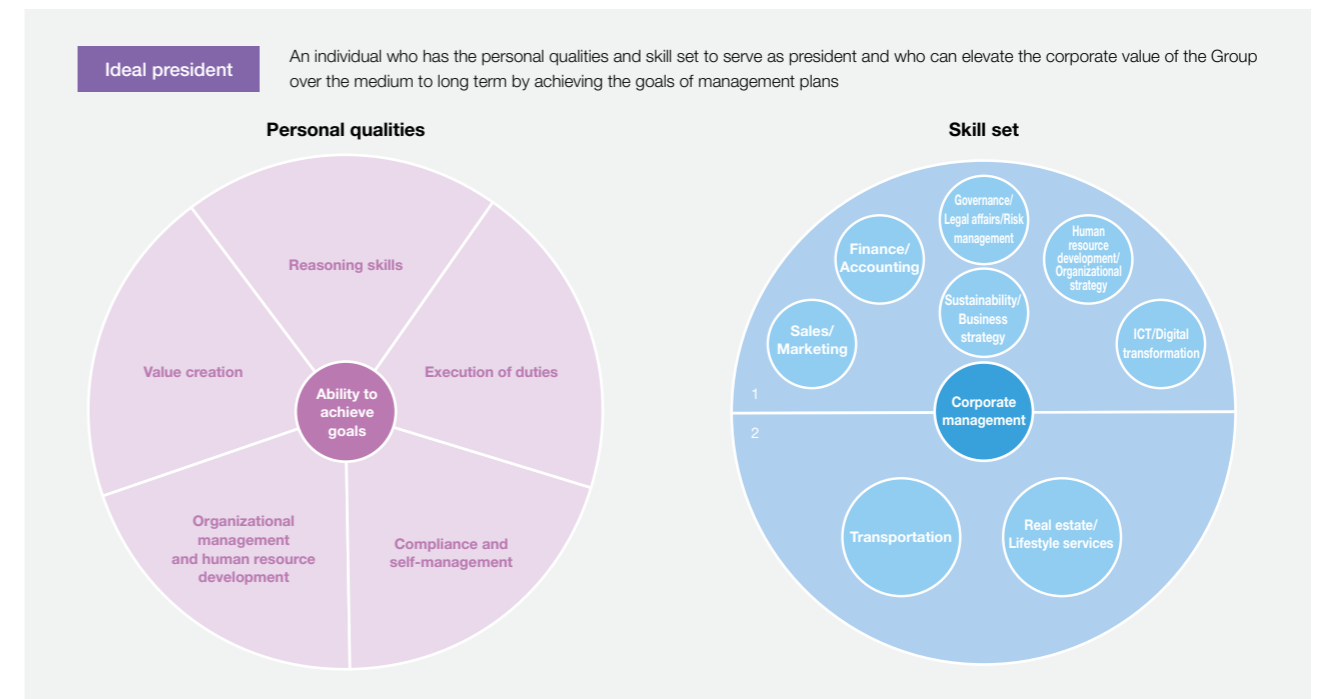 Ideal president
An individual who has the personal qualities and skill set to serve as president and who can elevate the corporate value of the Group
over the medium to long term by achieving the goals of management plans
Personal qualities
Reasoning skills
Value creation
Execution of duties
Ability to
achieve
goals
Organizational
management
and human resource
development
Compliance and
self-management
Skill set
Governance/
Legal affairs/Risk
management
Finance/
Accounting
Human
resource
development/
Organizational
strategy
Sustainability/
Business
strategy
Sales/
Marketing
ICT/Digital
transformation
1
Corporate
management
2
Transportation
Real estate/
Lifestyle services